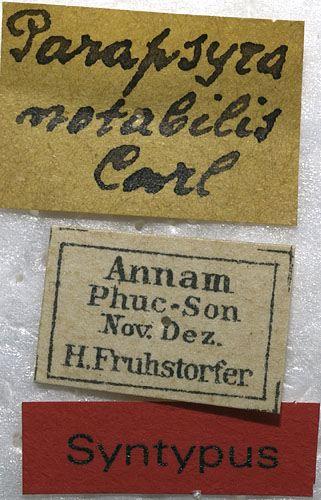 Parapsyra
notabilis
Carl
Annam
Phuc-Son
Nov. Dez.
H. Fruhstorfer
Syntypus